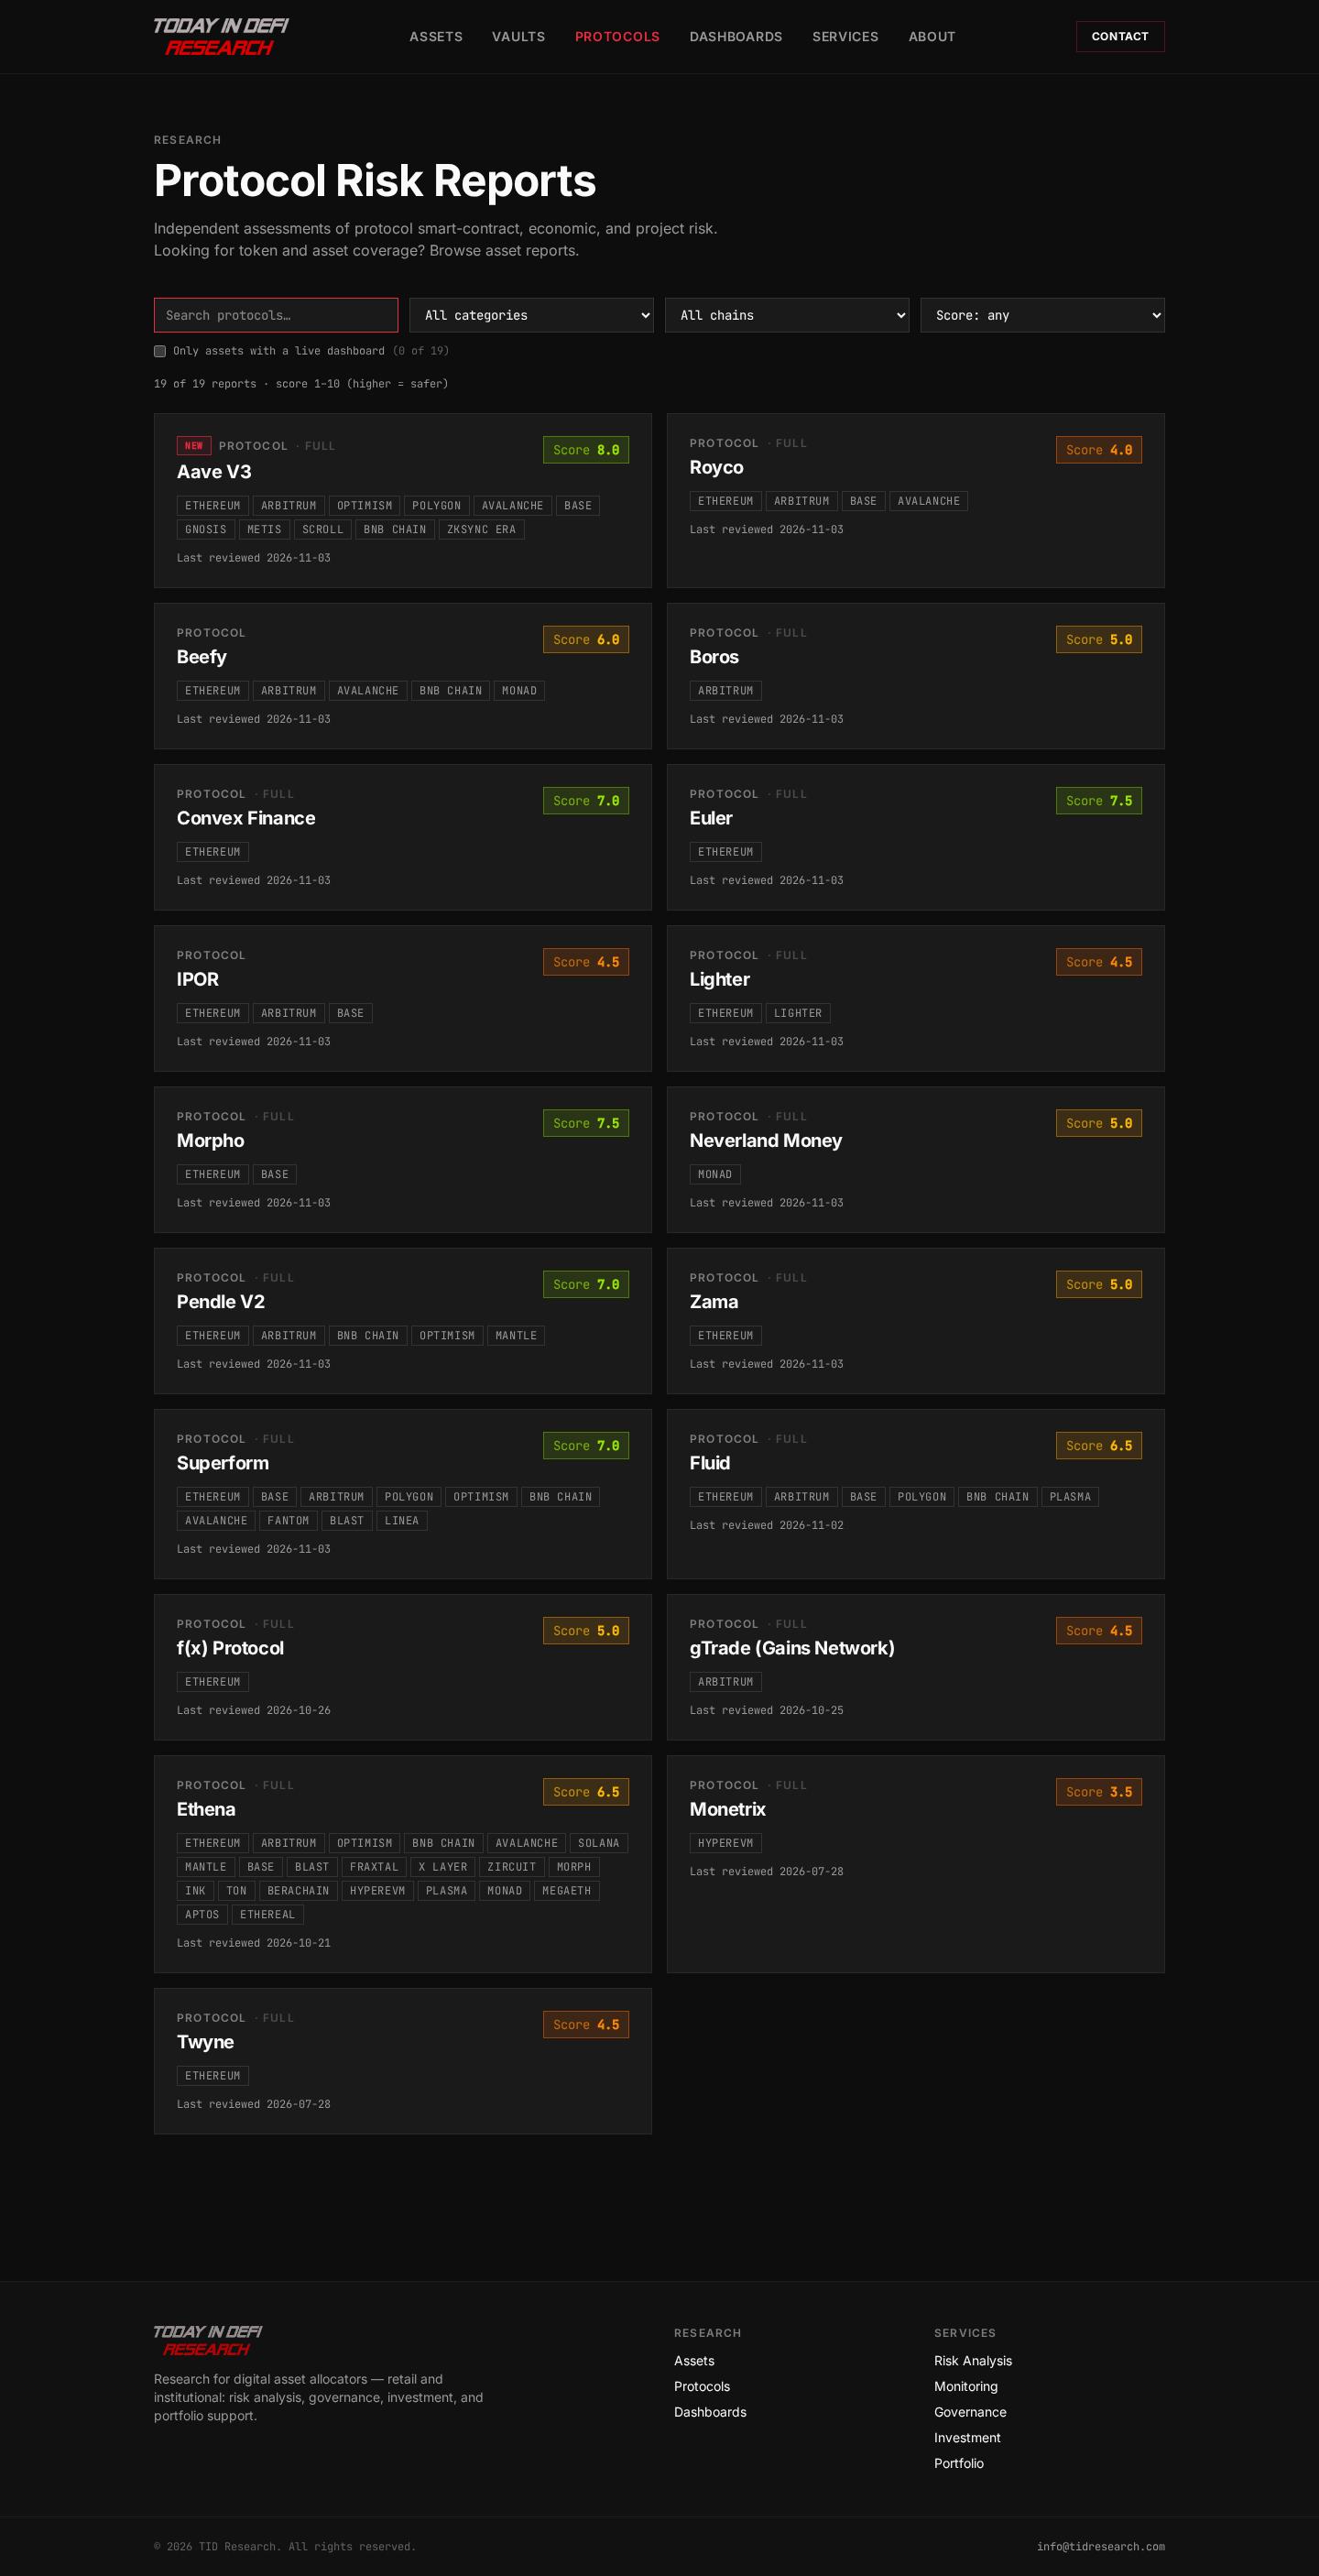 TODAY IN DEFI
RESEARCH
ASSETS VAULTS PROTOCOLS DASHBOARDS SERVICES ABOUT CONTACT
RESEARCH
Protocol Risk Reports
Independent assessments of protocol smart-contract, economic, and project risk.
Looking for token and asset coverage? Browse asset reports.
Search protocols… All categories All chains Score: any
Only assets with a live dashboard (0 of 19)
19 of 19 reports · score 1–10 (higher = safer)
NEW PROTOCOL · FULL Score 8.0
Aave V3
ETHEREUM ARBITRUM OPTIMISM POLYGON AVALANCHE BASE
GNOSIS METIS SCROLL BNB CHAIN ZKSYNC ERA
Last reviewed 2026-11-03
PROTOCOL · FULL Score 4.0
Royco
ETHEREUM ARBITRUM BASE AVALANCHE
Last reviewed 2026-11-03
PROTOCOL Score 6.0
Beefy
ETHEREUM ARBITRUM AVALANCHE BNB CHAIN MONAD
Last reviewed 2026-11-03
PROTOCOL · FULL Score 5.0
Boros
ARBITRUM
Last reviewed 2026-11-03
PROTOCOL · FULL Score 7.0
Convex Finance
ETHEREUM
Last reviewed 2026-11-03
PROTOCOL · FULL Score 7.5
Euler
ETHEREUM
Last reviewed 2026-11-03
PROTOCOL Score 4.5
IPOR
ETHEREUM ARBITRUM BASE
Last reviewed 2026-11-03
PROTOCOL · FULL Score 4.5
Lighter
ETHEREUM LIGHTER
Last reviewed 2026-11-03
PROTOCOL · FULL Score 7.5
Morpho
ETHEREUM BASE
Last reviewed 2026-11-03
PROTOCOL · FULL Score 5.0
Neverland Money
MONAD
Last reviewed 2026-11-03
PROTOCOL · FULL Score 7.0
Pendle V2
ETHEREUM ARBITRUM BNB CHAIN OPTIMISM MANTLE
Last reviewed 2026-11-03
PROTOCOL · FULL Score 5.0
Zama
ETHEREUM
Last reviewed 2026-11-03
PROTOCOL · FULL Score 7.0
Superform
ETHEREUM BASE ARBITRUM POLYGON OPTIMISM BNB CHAIN
AVALANCHE FANTOM BLAST LINEA
Last reviewed 2026-11-03
PROTOCOL · FULL Score 6.5
Fluid
ETHEREUM ARBITRUM BASE POLYGON BNB CHAIN PLASMA
Last reviewed 2026-11-02
PROTOCOL · FULL Score 5.0
f(x) Protocol
ETHEREUM
Last reviewed 2026-10-26
PROTOCOL · FULL Score 4.5
gTrade (Gains Network)
ARBITRUM
Last reviewed 2026-10-25
PROTOCOL · FULL Score 6.5
Ethena
ETHEREUM ARBITRUM OPTIMISM BNB CHAIN AVALANCHE SOLANA
MANTLE BASE BLAST FRAXTAL X LAYER ZIRCUIT MORPH
INK TON BERACHAIN HYPEREVM PLASMA MONAD MEGAETH
APTOS ETHEREAL
Last reviewed 2026-10-21
PROTOCOL · FULL Score 3.5
Monetrix
HYPEREVM
Last reviewed 2026-07-28
PROTOCOL · FULL Score 4.5
Twyne
ETHEREUM
Last reviewed 2026-07-28
TODAY IN DEFI
RESEARCH
Research for digital asset allocators — retail and
institutional: risk analysis, governance, investment, and
portfolio support.
RESEARCH
Assets
Protocols
Dashboards
SERVICES
Risk Analysis
Monitoring
Governance
Investment
Portfolio
© 2026 TID Research. All rights reserved.
info@tidresearch.com